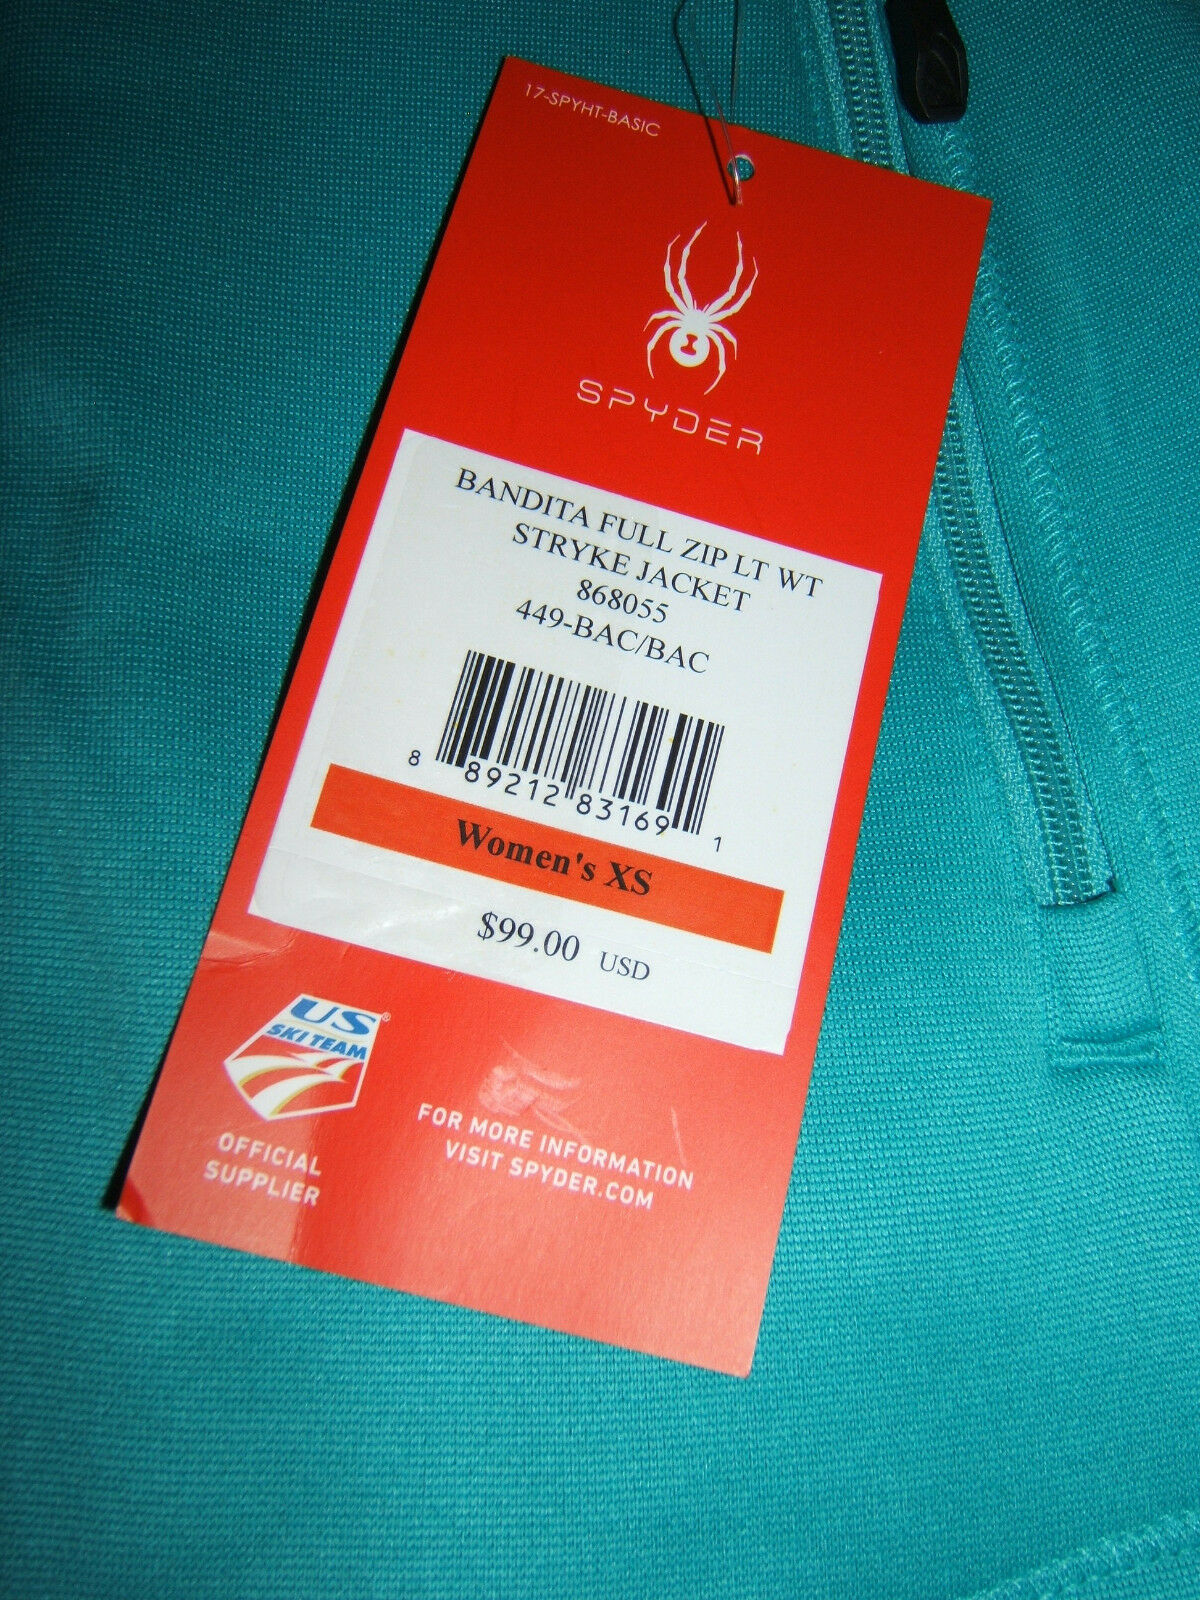 17-SPYHT-BASIC
SPYDER
BANDITA FULL ZIP LT WT
STRYKE JACKET
868055
449-BAC/BAC
8 89212 83169 1
Women's XS
$99.00 USD
US ®
SKI TEAM
OFFICIAL
SUPPLIER
FOR MORE INFORMATION
VISIT SPYDER.COM